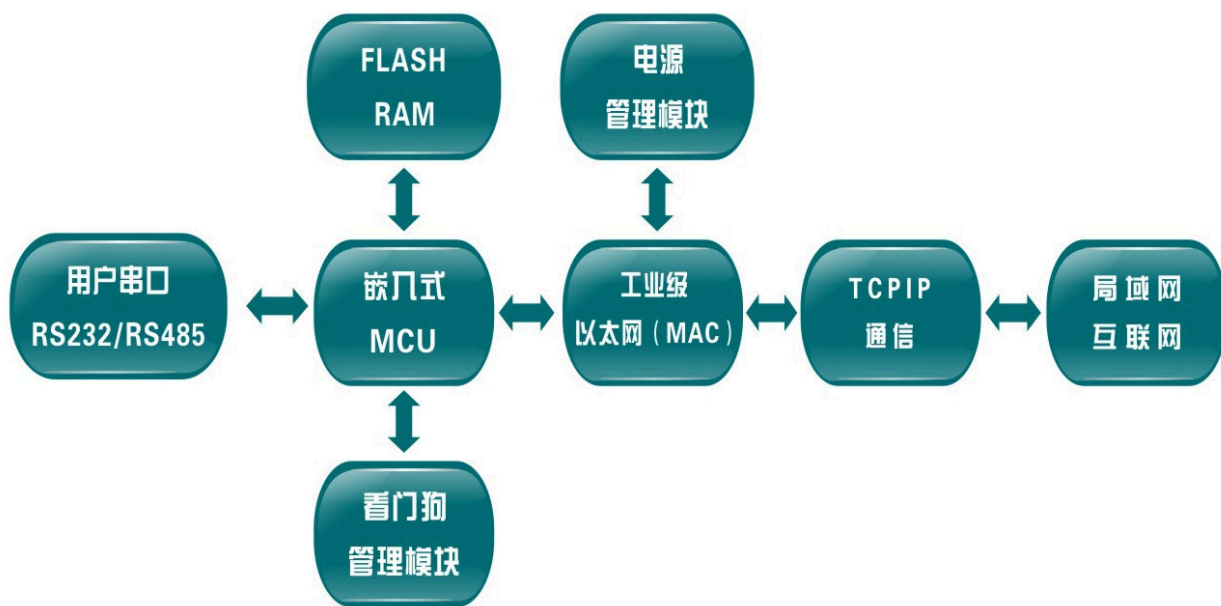 FLASH
RAM
电源
管理模块
用户串口
RS232/RS485
嵌入式
MCU
工业级
以太网（MAC）
TCPIP
通信
局域网
互联网
看门狗
管理模块